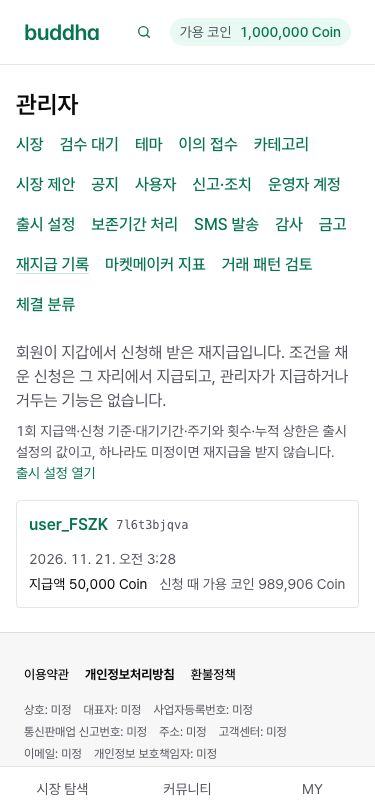 buddha 가용 코인 1,000,000 Coin
관리자
시장 검수 대기 테마 이의 접수 카테고리
시장 제안 공지 사용자 신고·조치 운영자 계정
출시 설정 보존기간 처리 SMS 발송 감사 금고
재지급 기록 마켓메이커 지표 거래 패턴 검토
체결 분류
회원이 지갑에서 신청해 받은 재지급입니다. 조건을 채
운 신청은 그 자리에서 지급되고, 관리자가 지급하거나
거두는 기능은 없습니다.
1회 지급액·신청 기준·대기기간·주기와 횟수·누적 상한은 출시
설정의 값이고, 하나라도 미정이면 재지급을 받지 않습니다.
출시 설정 열기
user_FSZK 7l6t3bjqva
2026. 11. 21. 오전 3:28
지급액 50,000 Coin 신청 때 가용 코인 989,906 Coin
이용약관 개인정보처리방침 환불정책
상호: 미정 대표자: 미정 사업자등록번호: 미정
통신판매업 신고번호: 미정 주소: 미정 고객센터: 미정
이메일: 미정 개인정보 보호책임자: 미정
시장 탐색 커뮤니티 MY